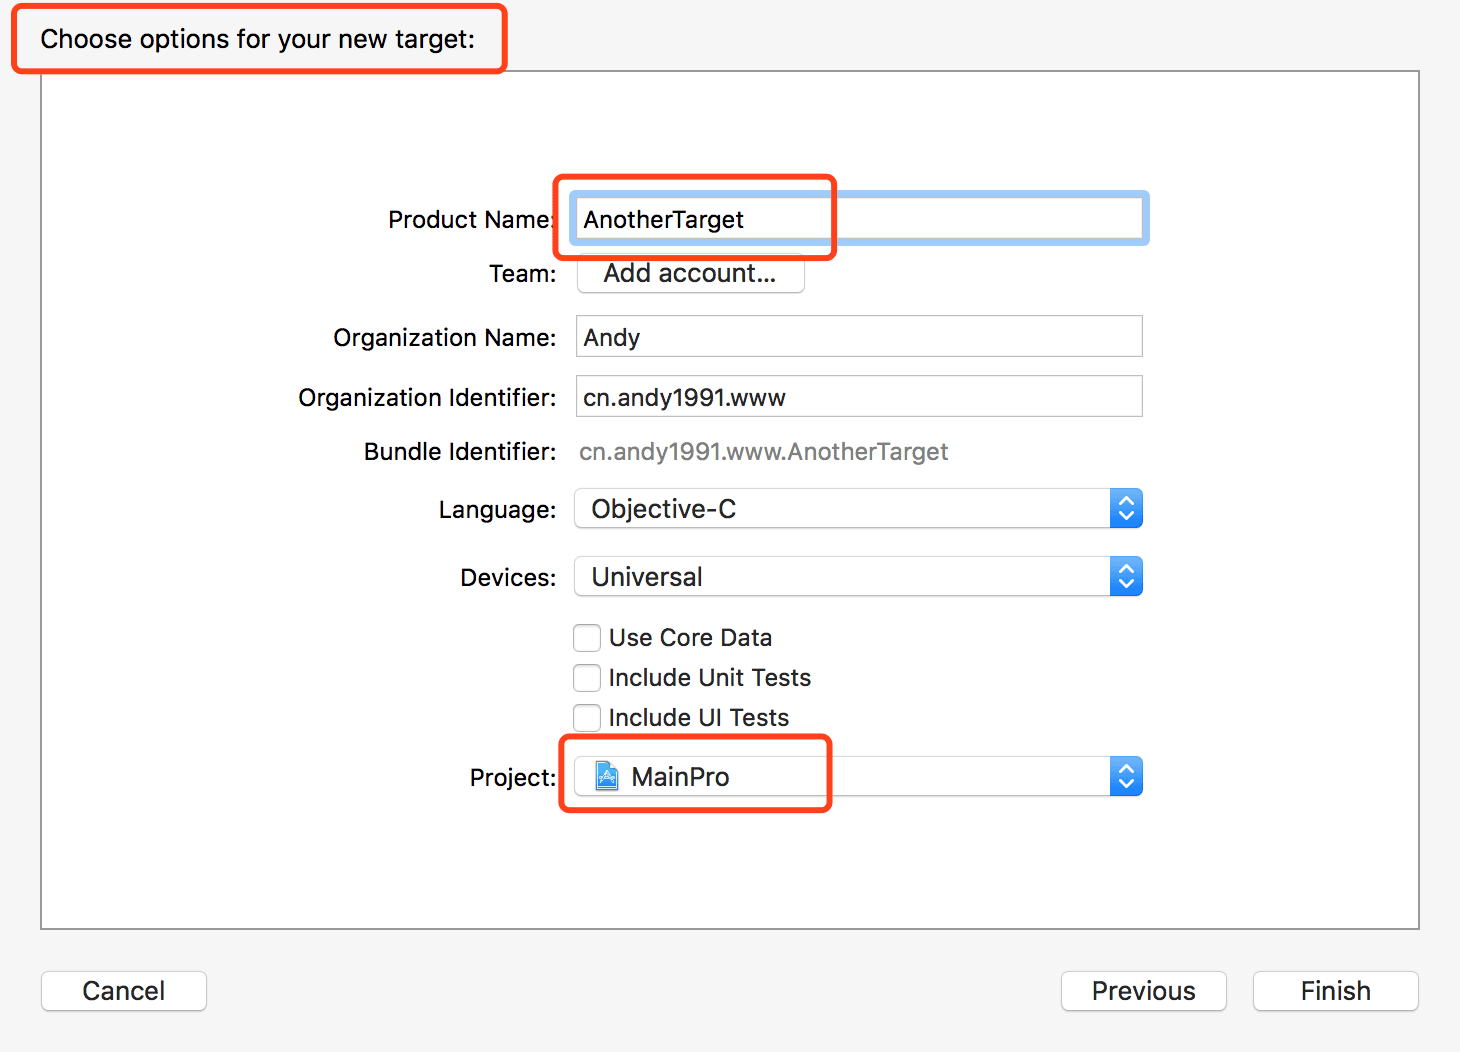 Choose options for your new target:
Product Name: AnotherTarget
Team: Add account...
Organization Name: Andy
Organization Identifier: cn.andy1991.www
Bundle Identifier: cn.andy1991.www.AnotherTarget
Language: Objective-C
Devices: Universal
Use Core Data
Include Unit Tests
Include UI Tests
Project: MainPro
Cancel Previous Finish